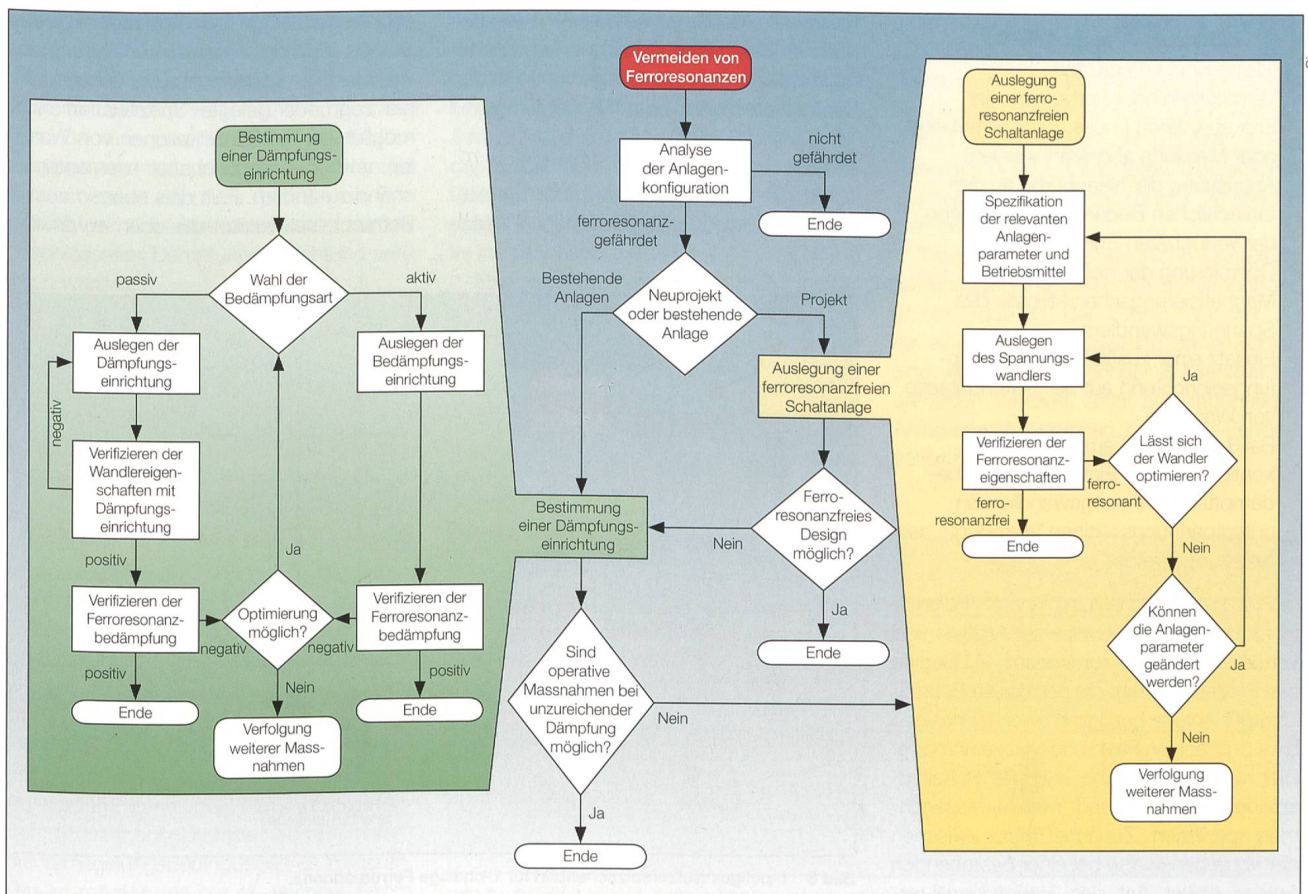 Vermeiden von
Ferroresonanzen
Analyse
der Anlagen-
konfiguration
nicht
gefährdet
Ende
ferroresonanz-
gefährdet
Neuprojekt
oder bestehende
Anlage
Bestehende
Anlagen
Projekt
Auslegung einer
ferroresonanzfreien
Schaltanlage
Ferro-
resonanzfreies
Design
möglich?
Nein
Ja
Ende
Bestimmung
einer Dämpfungs-
einrichtung
Sind
operative
Massnahmen bei
unzureichender
Dämpfung
möglich?
Nein
Ja
Ende
Bestimmung
einer Dämpfungs-
einrichtung
Wahl der
Bedämpfungsart
passiv
aktiv
Auslegen der
Dämpfungs-
einrichtung
Auslegen der
Bedämpfungs-
einrichtung
negativ
Verifizieren der
Wandlereigen-
schaften mit
Dämpfungs-
einrichtung
positiv
Ja
Verifizieren der
Ferroresonanz-
bedämpfung
Optimierung
möglich?
Verifizieren der
Ferroresonanz-
bedämpfung
negativ
negativ
positiv
Nein
positiv
Ende
Ende
Verfolgung
weiterer Mass-
nahmen
Auslegung
einer ferro-
resonanzfreien
Schaltanlage
Spezifikation
der relevanten
Anlagen-
parameter und
Betriebsmittel
Auslegen
des Spannungs-
wandlers
Ja
Verifizieren der
Ferroresonanz-
eigenschaften
Lässt sich
der Wandler
optimieren?
ferro-
resonant
ferro-
resonanzfrei
Ende
Nein
Können
die Anlagen-
parameter
geändert
werden?
Ja
Nein
Verfolgung
weiterer Mass-
nahmen